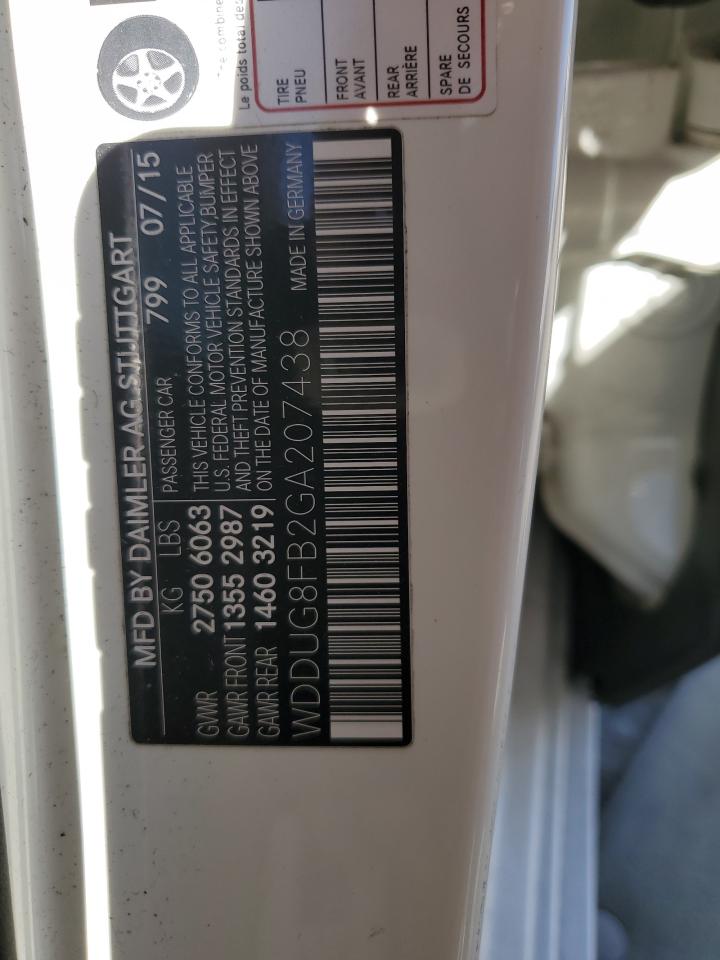 The combine
Le poids total des
TIRE
PNEU
FRONT
AVANT
REAR
ARRIÈRE
SPARE
DE SECOURS
MFD BY DAIMLER AG STUTTGART
KG LBS PASSENGER CAR 799 07/15
GVWR 2750 6063 THIS VEHICLE CONFORMS TO ALL APPLICABLE
U.S. FEDERAL MOTOR VEHICLE SAFETY,BUMPER
GAWR FRONT 1355 2987 AND THEFT PREVENTION STANDARDS IN EFFECT
GAWR REAR 1460 3219 ON THE DATE OF MANUFACTURE SHOWN ABOVE
WDDUG8FB2GA207438 MADE IN GERMANY